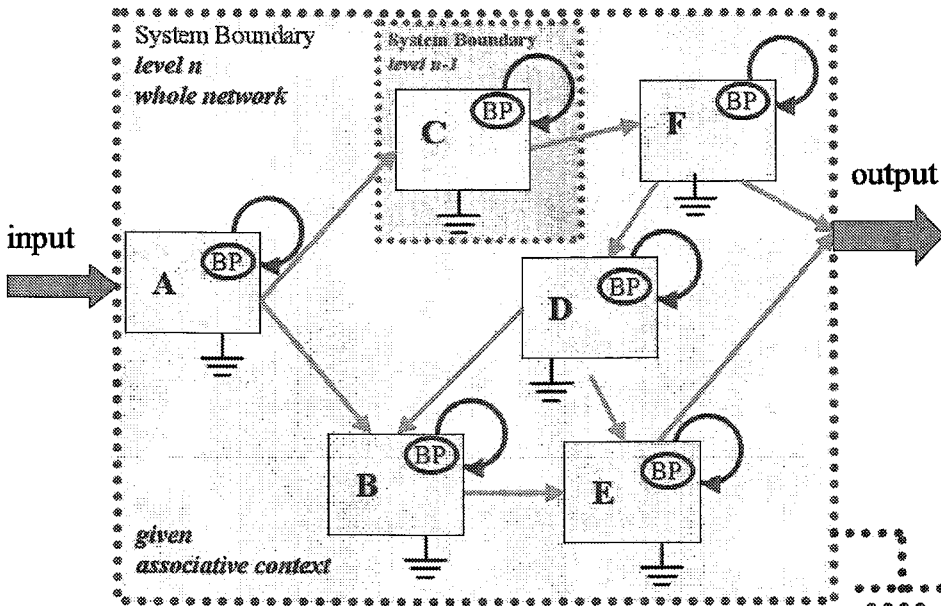 System Boundary
level n
whole network
System Boundary
level n-1
BP
C
BP
F
output
input
BP
A
BP
D
BP
B
BP
E
given
associative context